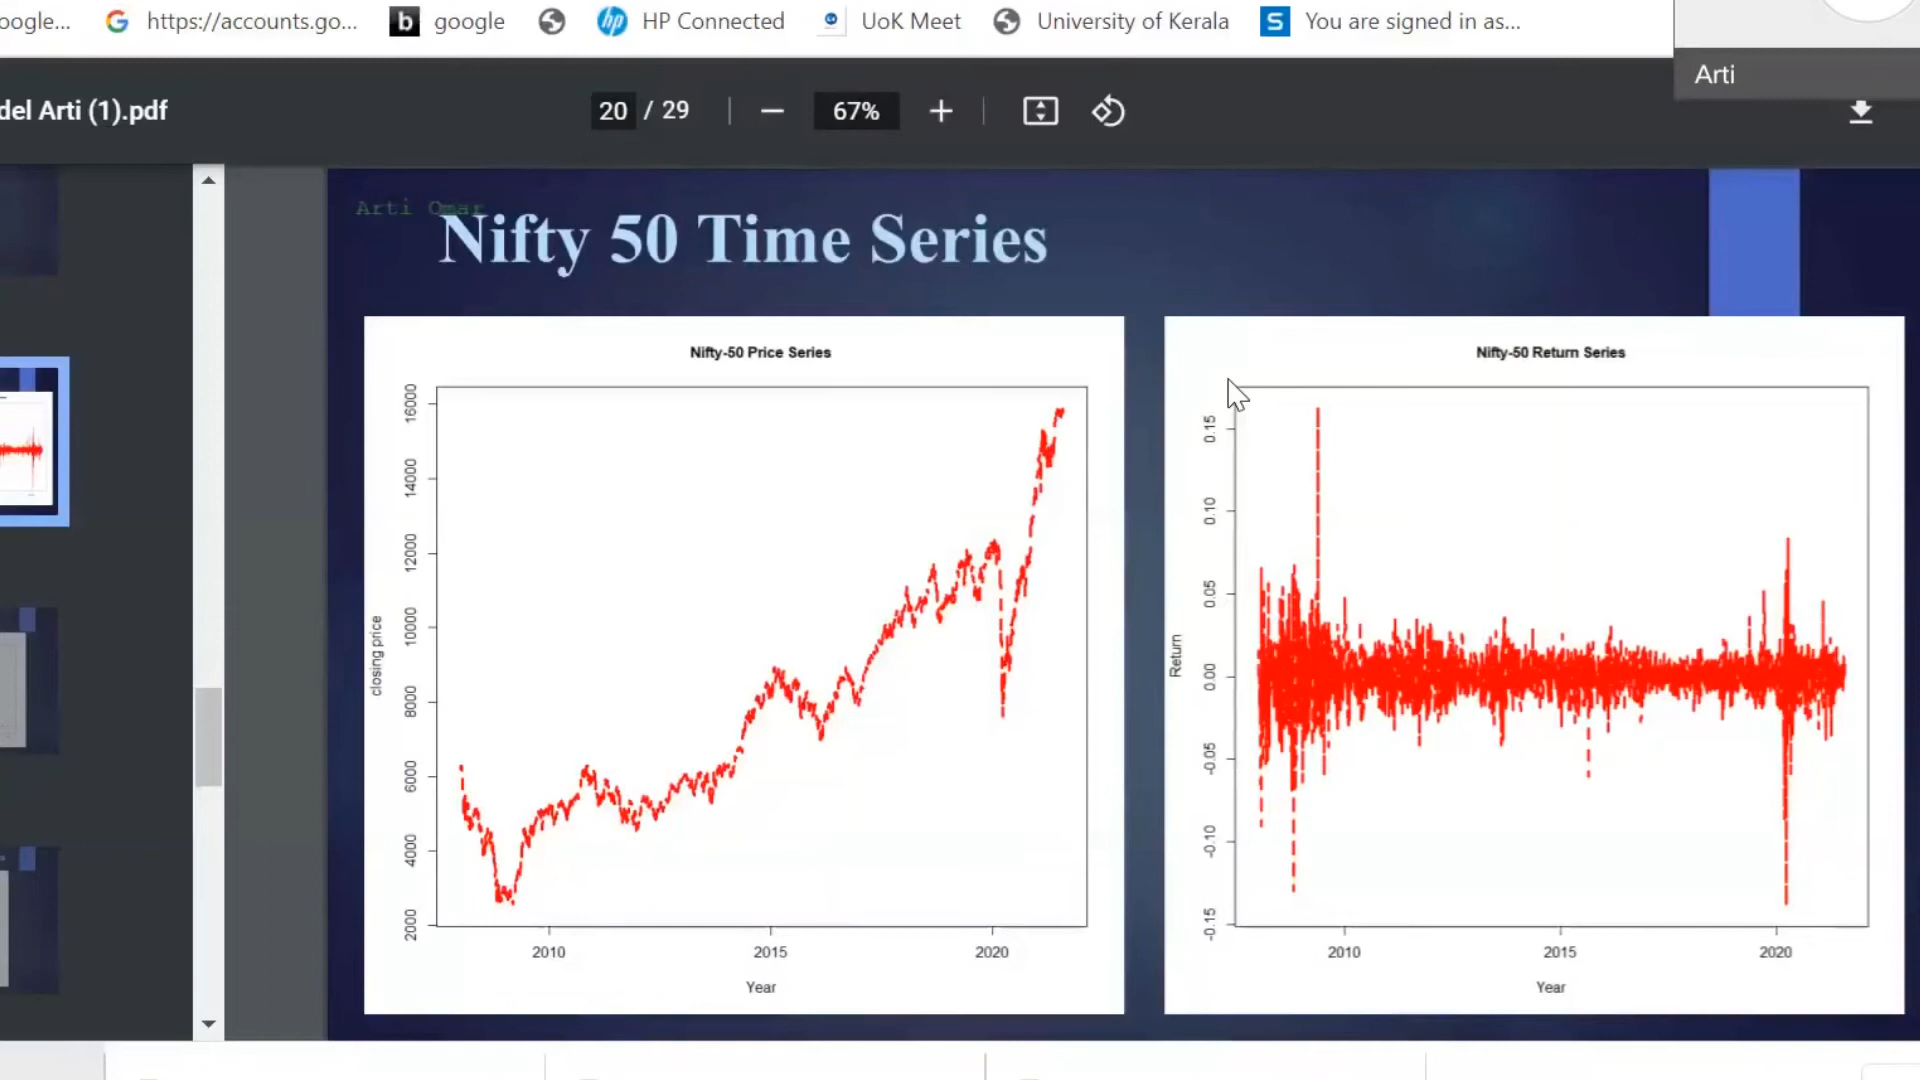 oogle...
https://accounts.go...
b google
hp HP Connected
UoK Meet
University of Kerala
S You are signed in as...
Arti
del Arti (1).pdf
20 / 29
67%
Arti Omar
Nifty 50 Time Series
Nifty-50 Price Series
closing price
16000
14000
12000
10000
8000
6000
4000
2000
2010 2015 2020
Year
Nifty-50 Return Series
Return
0.15
0.10
0.05
0.00
-0.05
-0.10
-0.15
2010 2015 2020
Year